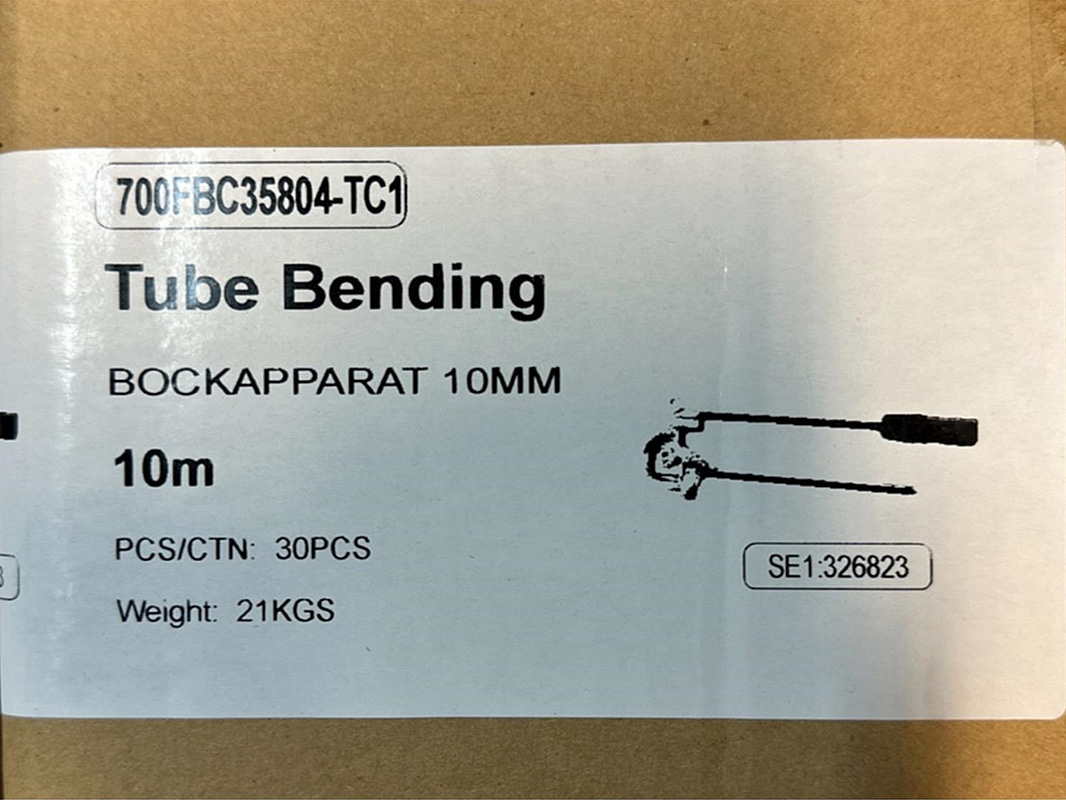 700FBC35804-TC1
Tube Bending
BOCKAPPARAT 10MM
10m
PCS/CTN: 30PCS
SE1:326823
Weight: 21KGS